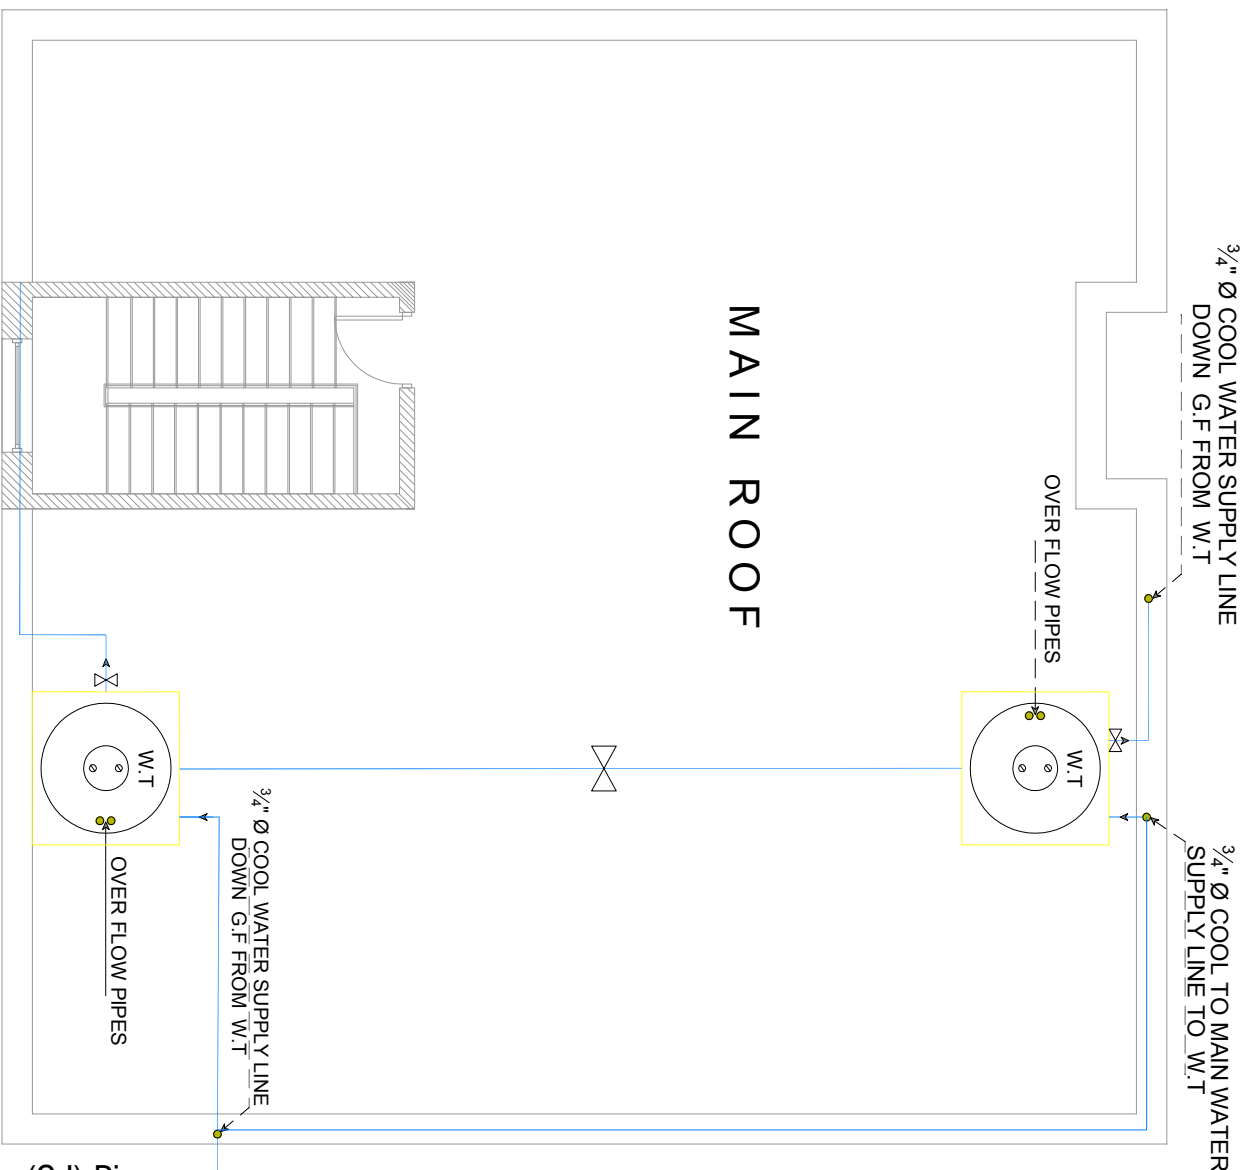 ¾" Ø COOL WATER SUPPLY LINE
DOWN G.F FROM W.T
MAIN ROOF
OVER FLOW PIPES
W.T
W.T
¾" Ø COOL TO MAIN WATER
SUPPLY LINE TO W.T
¾" Ø COOL WATER SUPPLY LINE
DOWN G.F FROM W.T
OVER FLOW PIPES